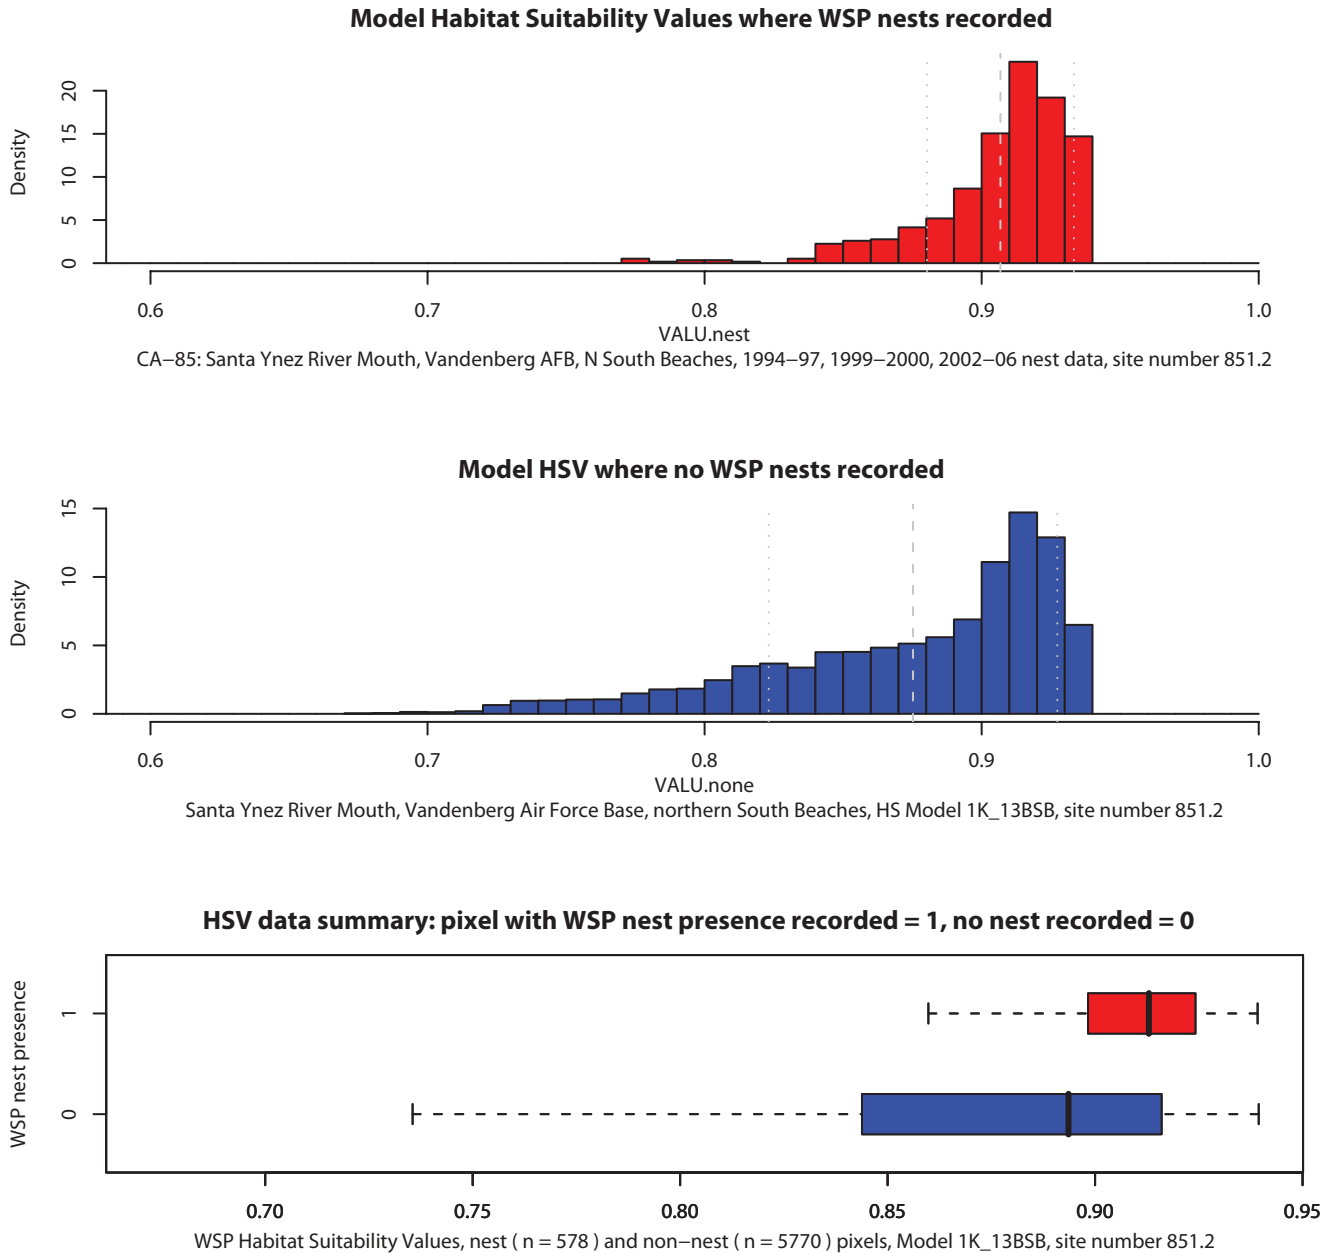 Model Habitat Suitability Values where WSP nests recorded
Density
0 5 10 15 20
0.6 0.7 0.8 0.9 1.0
VALU.nest
CA−85: Santa Ynez River Mouth, Vandenberg AFB, N South Beaches, 1994−97, 1999−2000, 2002−06 nest data, site number 851.2
Model HSV where no WSP nests recorded
Density
0 5 10 15
0.6 0.7 0.8 0.9 1.0
VALU.none
Santa Ynez River Mouth, Vandenberg Air Force Base, northern South Beaches, HS Model 1K_13BSB, site number 851.2
HSV data summary: pixel with WSP nest presence recorded = 1, no nest recorded = 0
WSP nest presence
0 1
0.70 0.75 0.80 0.85 0.90 0.95
WSP Habitat Suitability Values, nest ( n = 578 ) and non−nest ( n = 5770 ) pixels, Model 1K_13BSB, site number 851.2